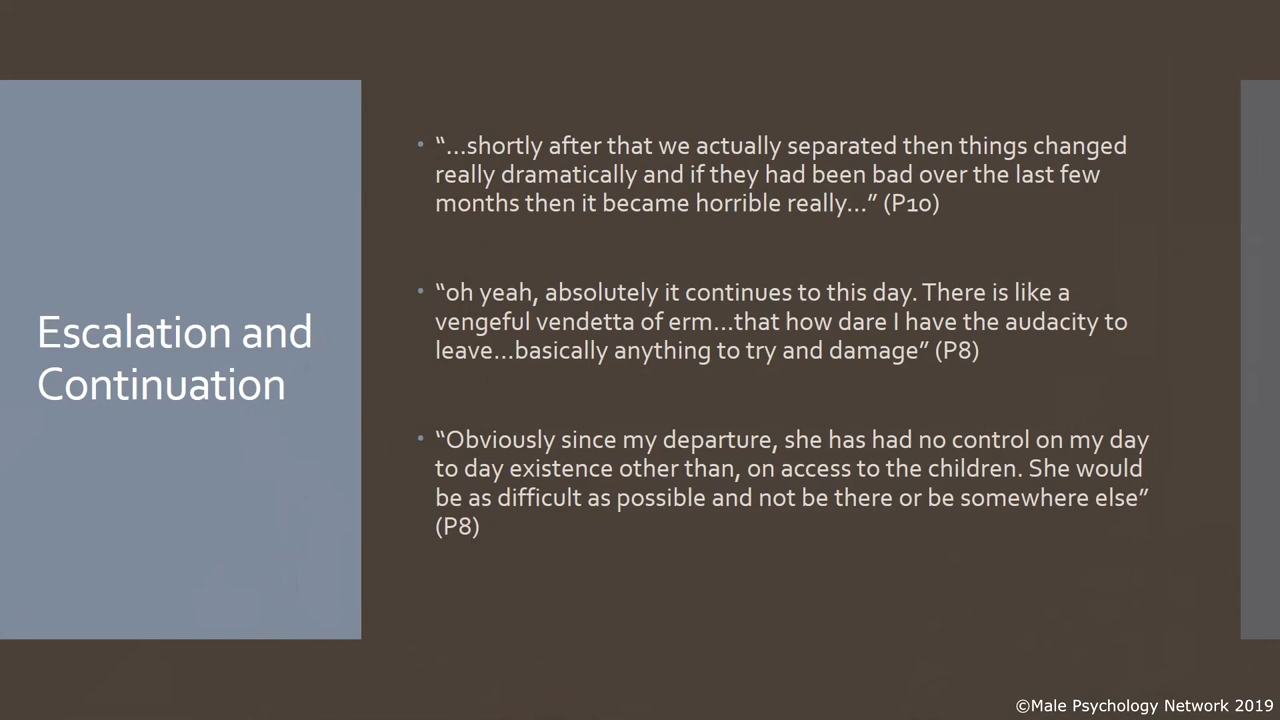 Escalation and
Continuation
• “…shortly after that we actually separated then things changed
really dramatically and if they had been bad over the last few
months then it became horrible really…” (P10)
• “oh yeah, absolutely it continues to this day. There is like a
vengeful vendetta of erm…that how dare I have the audacity to
leave…basically anything to try and damage” (P8)
• “Obviously since my departure, she has had no control on my day
to day existence other than, on access to the children. She would
be as difficult as possible and not be there or be somewhere else”
(P8)
©Male Psychology Network 2019